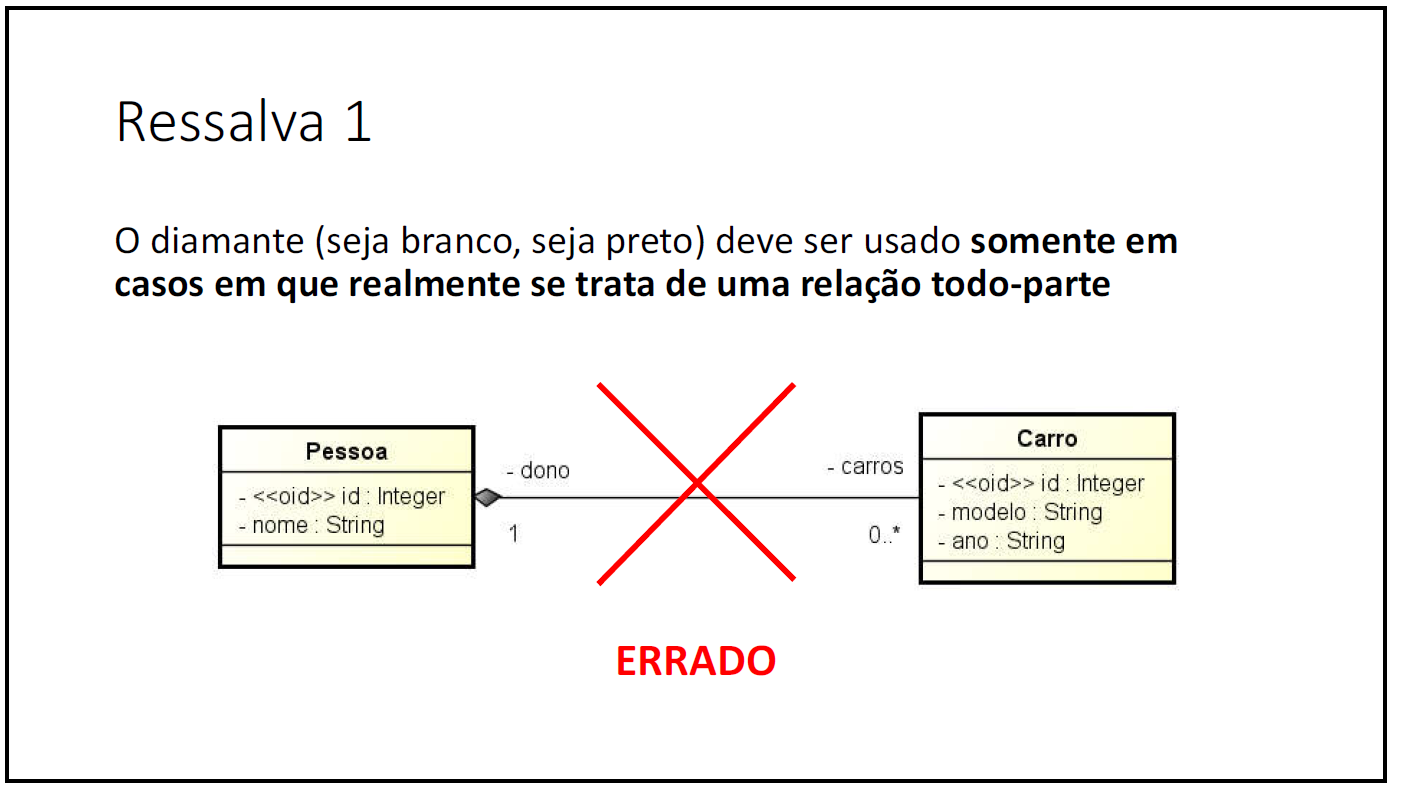 Ressalva 1
O diamante (seja branco, seja preto) deve ser usado somente em
casos em que realmente se trata de uma relação todo-parte
Pessoa
- <<oid>> id : Integer
- nome : String
- dono
1
- carros
0..*
Carro
- <<oid>> id : Integer
- modelo : String
- ano : String
ERRADO